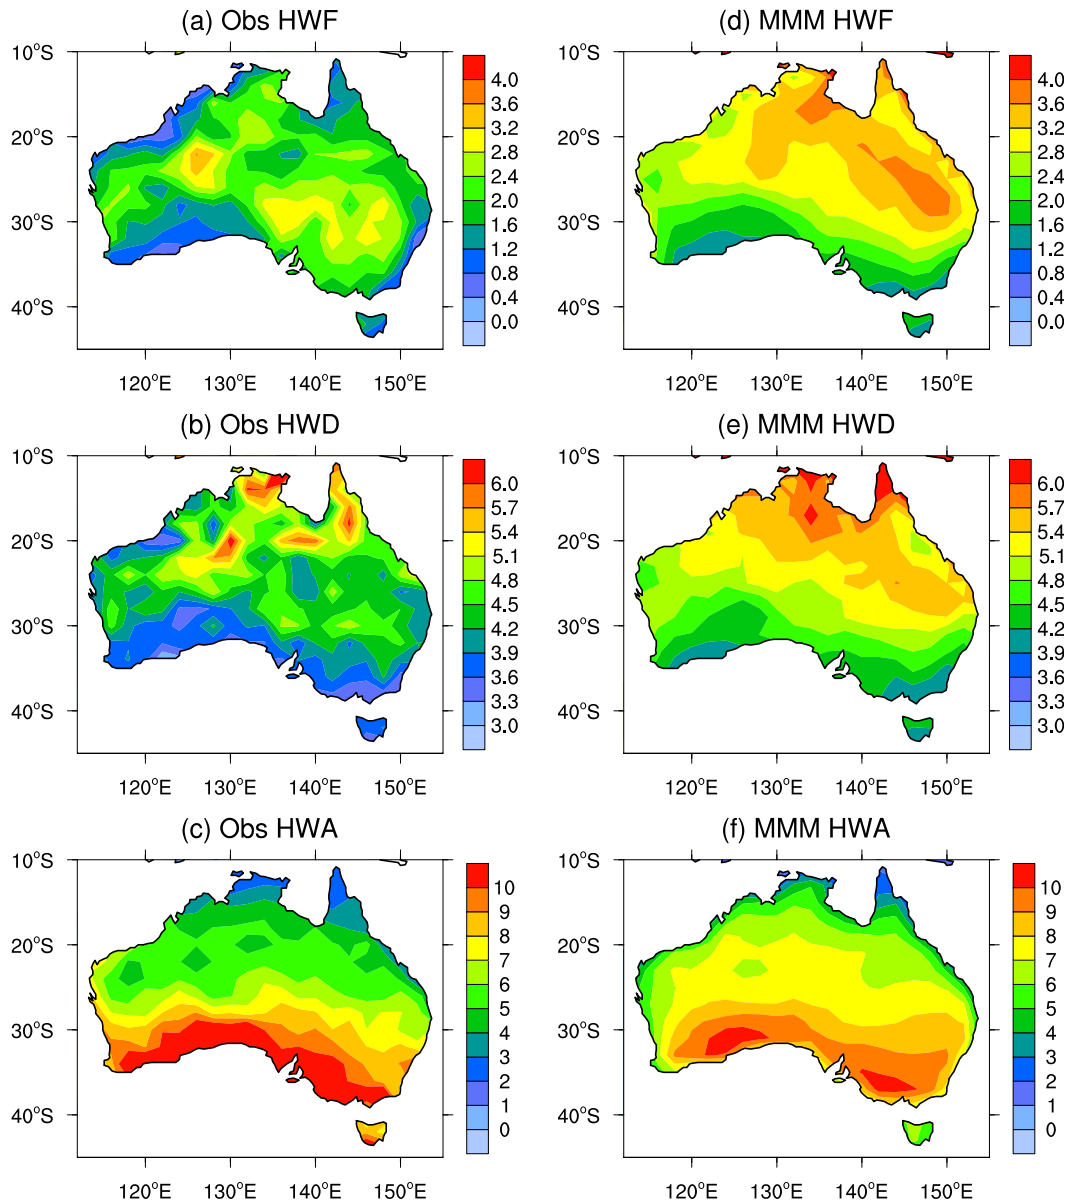 (a) Obs HWF
10°S
20°S
30°S
40°S
120°E 130°E 140°E 150°E
4.0
3.6
3.2
2.8
2.4
2.0
1.6
1.2
0.8
0.4
0.0
(d) MMM HWF
10°S
20°S
30°S
40°S
120°E 130°E 140°E 150°E
4.0
3.6
3.2
2.8
2.4
2.0
1.6
1.2
0.8
0.4
0.0
(b) Obs HWD
10°S
20°S
30°S
40°S
120°E 130°E 140°E 150°E
6.0
5.7
5.4
5.1
4.8
4.5
4.2
3.9
3.6
3.3
3.0
(e) MMM HWD
10°S
20°S
30°S
40°S
120°E 130°E 140°E 150°E
6.0
5.7
5.4
5.1
4.8
4.5
4.2
3.9
3.6
3.3
3.0
(c) Obs HWA
10°S
20°S
30°S
40°S
120°E 130°E 140°E 150°E
10
9
8
7
6
5
4
3
2
1
0
(f) MMM HWA
10°S
20°S
30°S
40°S
120°E 130°E 140°E 150°E
10
9
8
7
6
5
4
3
2
1
0